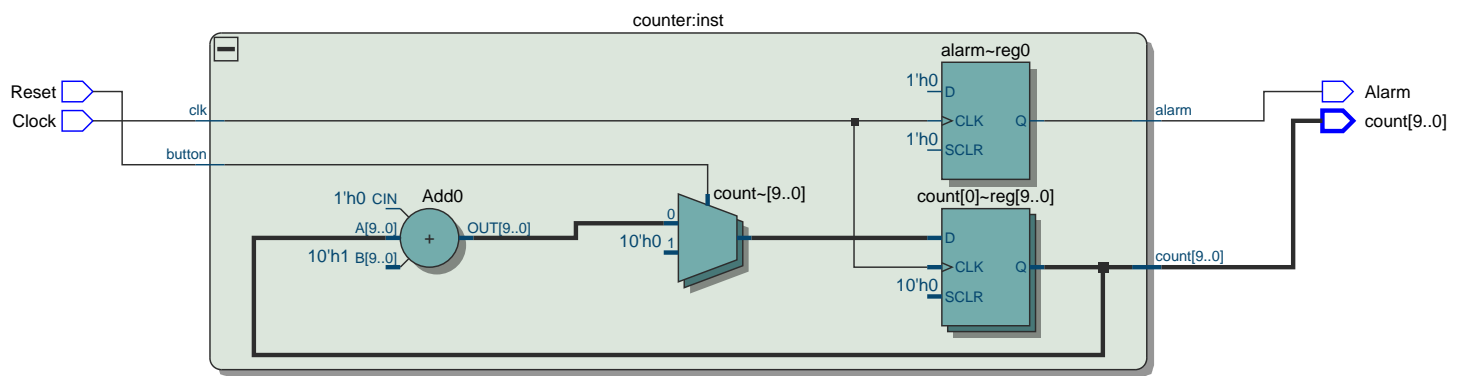 counter:inst
alarm~reg0
Reset
1'h0
D
Alarm
clk
alarm
Clock
CLK
Q
count[9..0]
1'h0
SCLR
button
count~[9..0]
count[0]~reg[9..0]
1'h0 CIN
Add0
0
A[9..0]
+
OUT[9..0]
10'h0
1
D
10'h1 B[9..0]
CLK
Q
count[9..0]
10'h0
SCLR